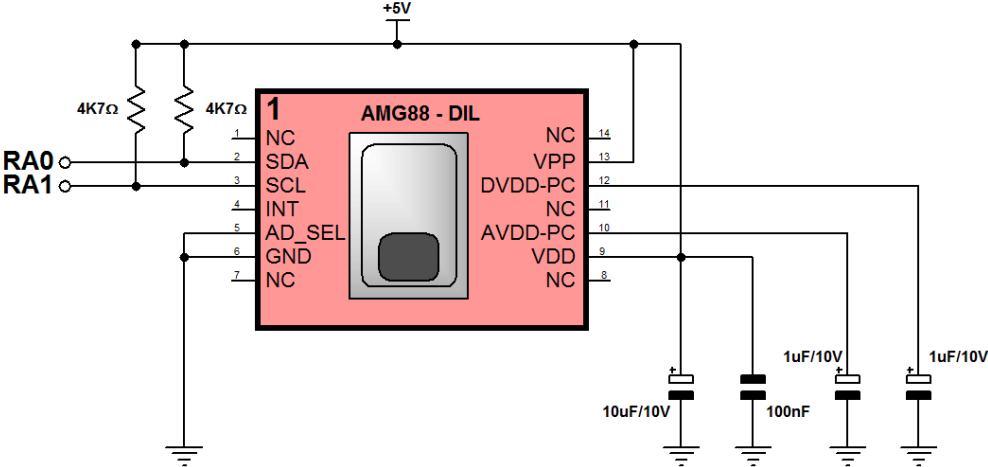 +5V
4K7Ω
4K7Ω
1
AMG88 - DIL
RA0
RA1
1 NC
2 SDA
3 SCL
4 INT
5 AD_SEL
6 GND
7 NC
NC 14
VPP 13
DVDD-PC 12
NC 11
AVDD-PC 10
VDD 9
NC 8
+
10uF/10V
100nF
1uF/10V
+
1uF/10V
+